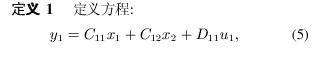 定义 1 定义方程:
y₁ = C₁₁x₁ + C₁₂x₂ + D₁₁u₁, (5)